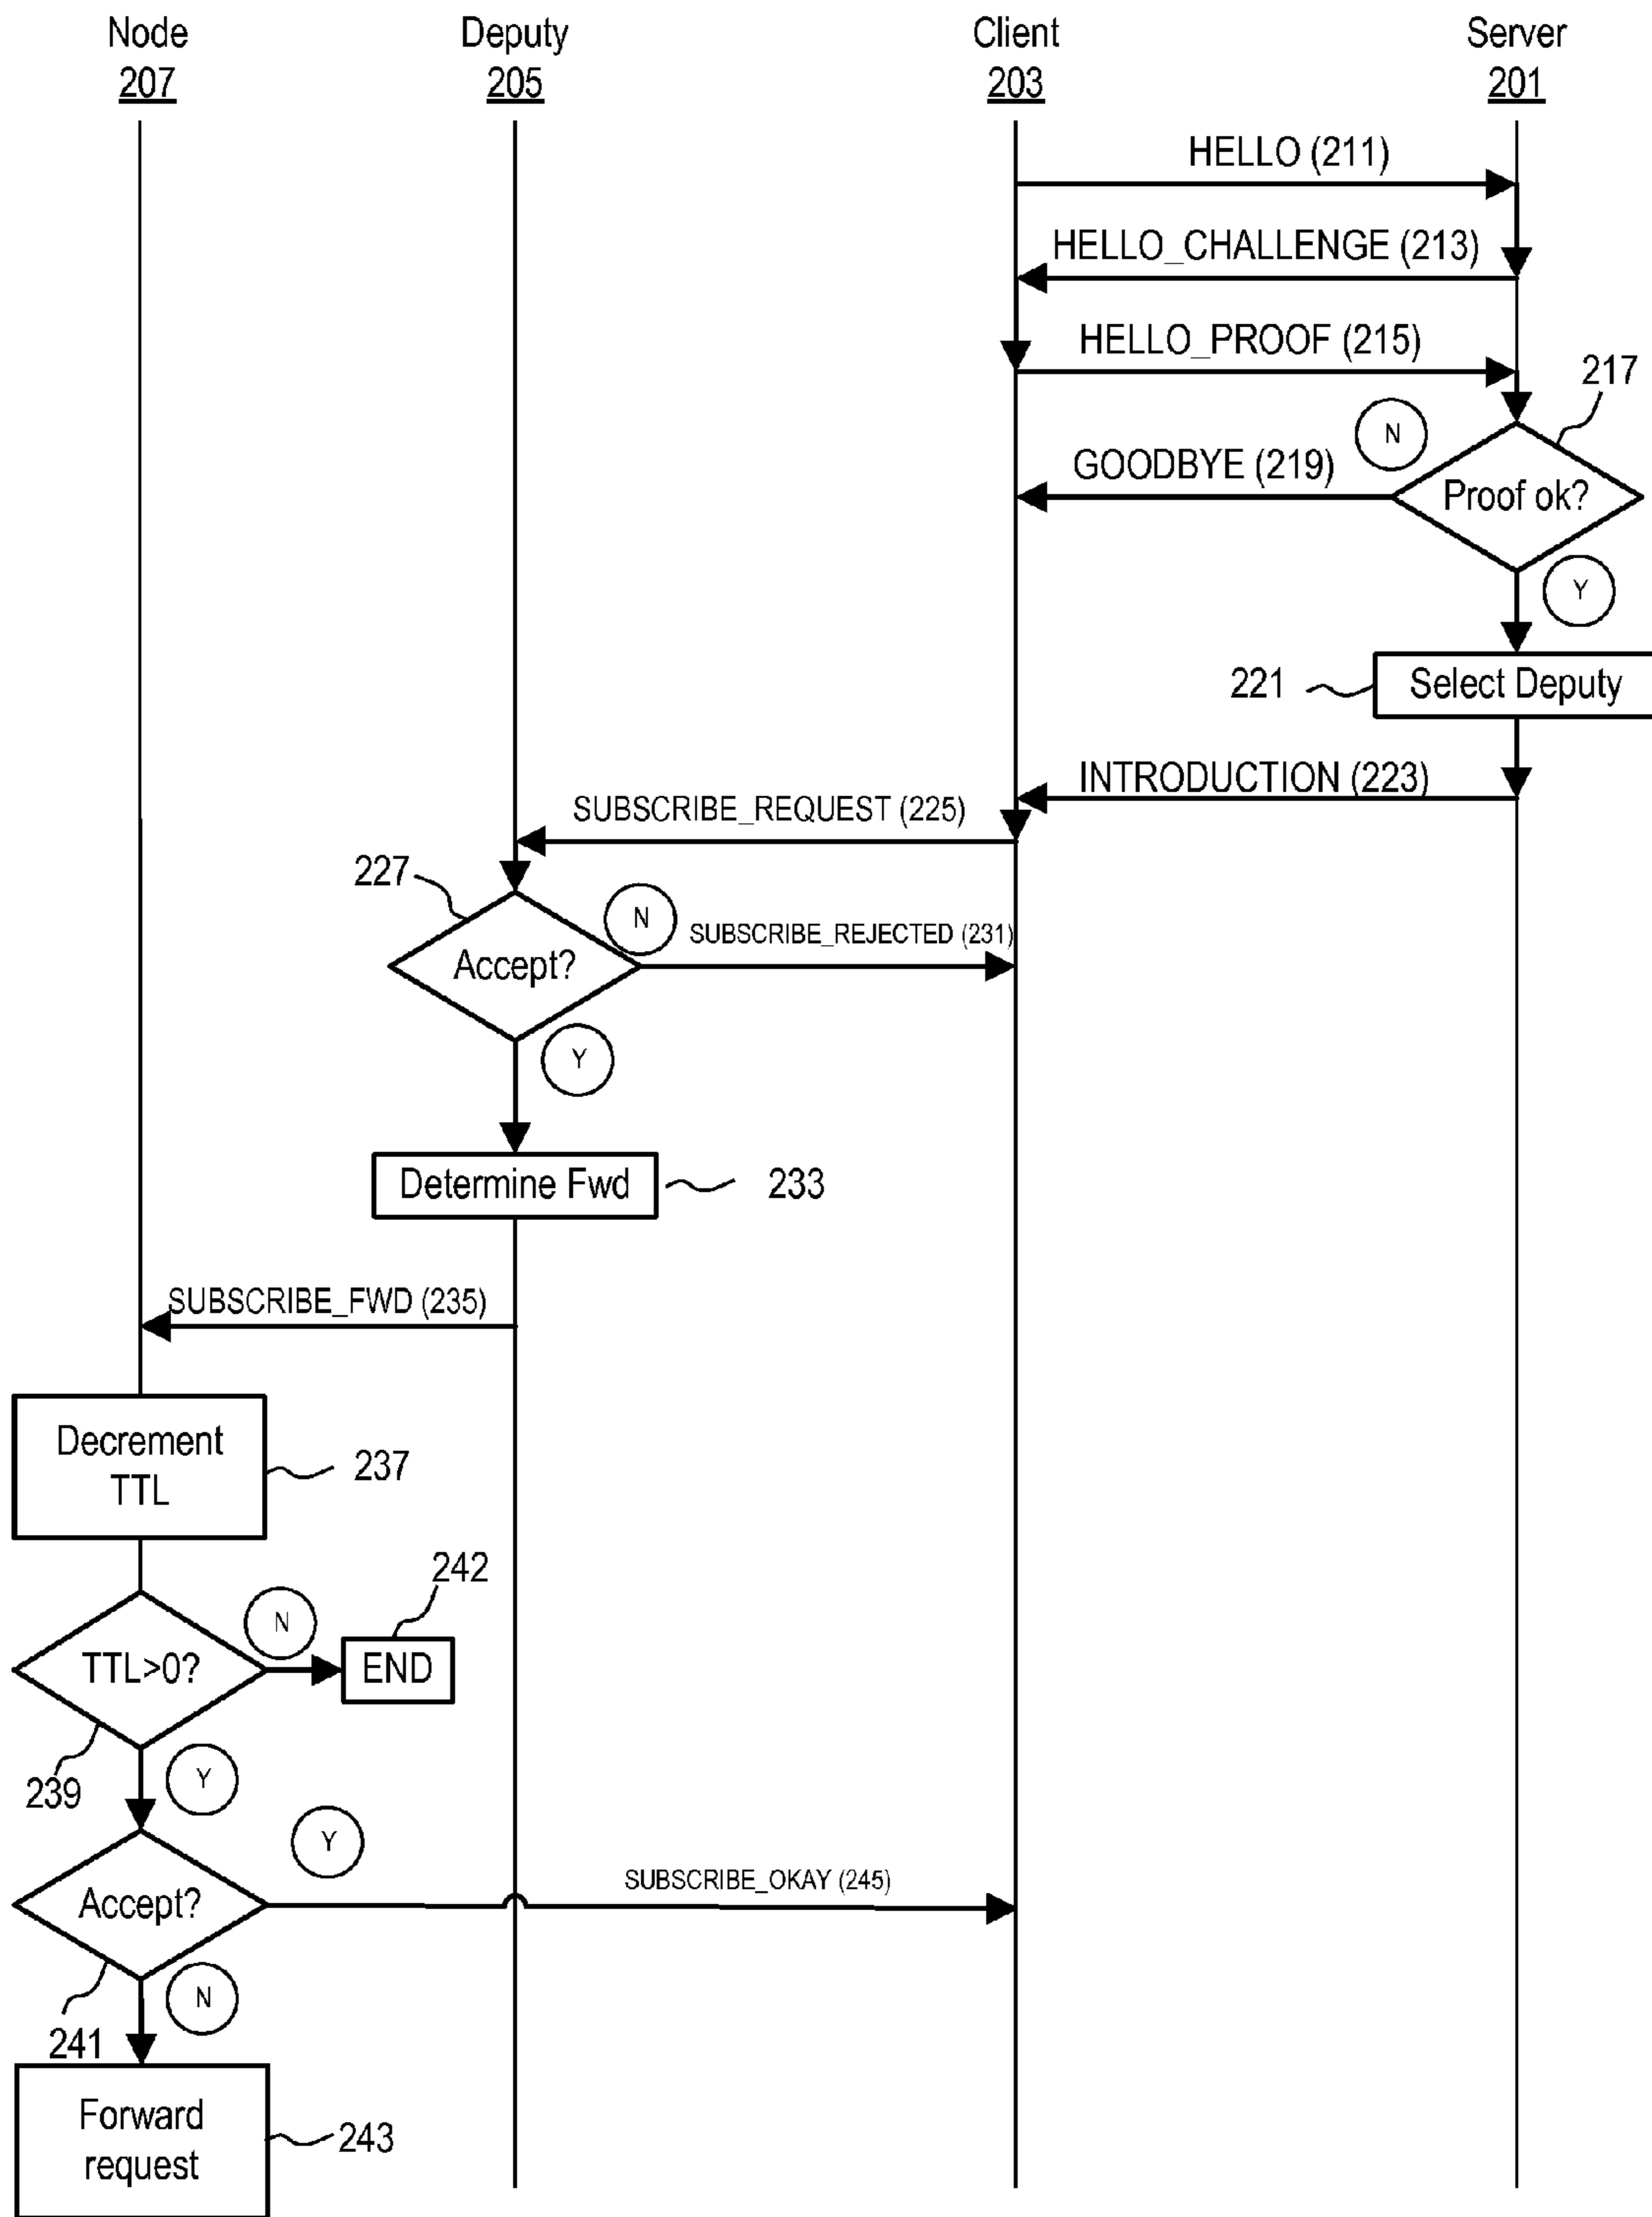 Node
207
Deputy
205
Client
203
Server
201
HELLO (211)
HELLO_CHALLENGE (213)
HELLO_PROOF (215)
217
N
GOODBYE (219)
Proof ok?
Y
221
Select Deputy
INTRODUCTION (223)
SUBSCRIBE_REQUEST (225)
227
N
SUBSCRIBE_REJECTED (231)
Accept?
Y
Determine Fwd
233
SUBSCRIBE_FWD (235)
Decrement
TTL
237
242
N
TTL>0?
END
239
Y
Y
SUBSCRIBE_OKAY (245)
Accept?
N
241
Forward
request
243